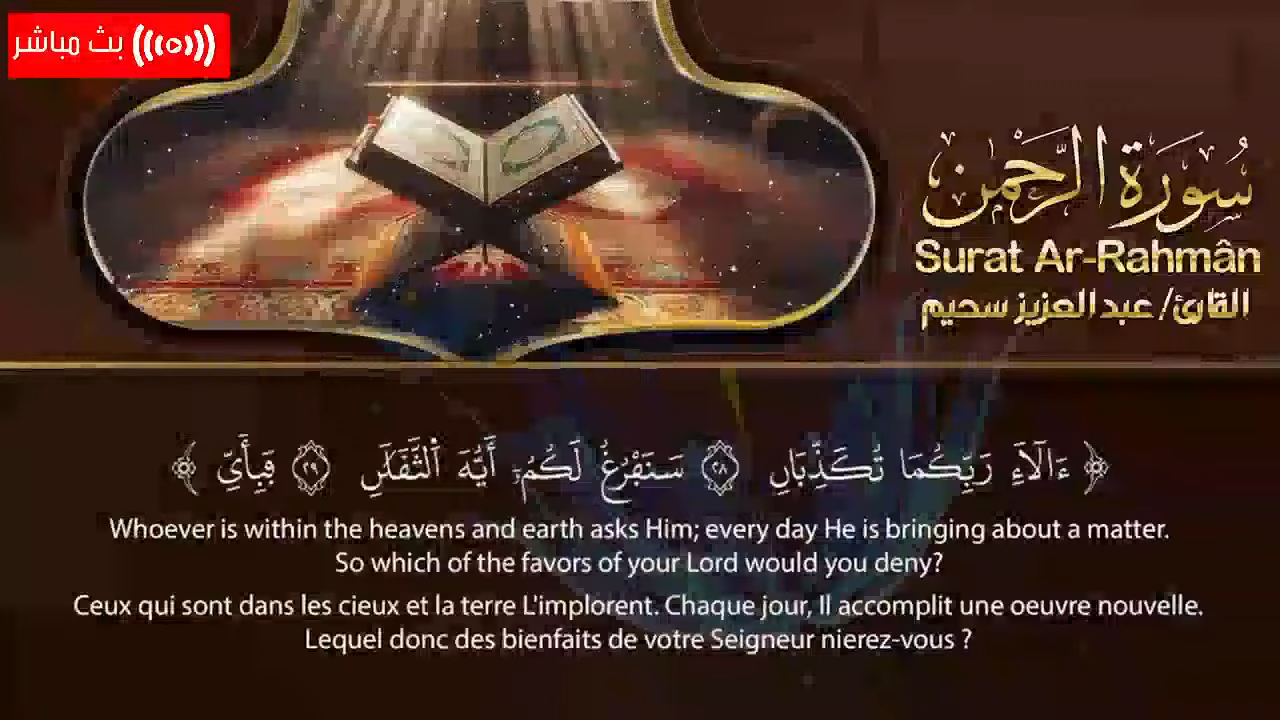 بث مباشر
سُورَةُ الرَّحْمَٰن
Surat Ar-Rahmân
القارئ/ عبد العزيز سحيم
﴿ ءَالَآءِ رَبِّكُمَا تُكَذِّبَانِ ٢٨ سَنَفْرُغُ لَكُمُۥٓ أَيُّهَ اَ۬لثَّقَلَٰنِ ٢٩ فَبِأَيِّ ﴾
Whoever is within the heavens and earth asks Him; every day He is bringing about a matter.
So which of the favors of your Lord would you deny?
Ceux qui sont dans les cieux et la terre L'implorent. Chaque jour, Il accomplit une oeuvre nouvelle.
Lequel donc des bienfaits de votre Seigneur nierez-vous ?